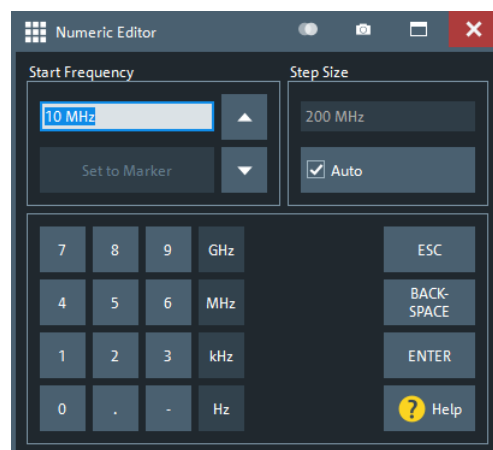 Numeric Editor
Start Frequency
Step Size
10 MHz
200 MHz
Set to Marker
Auto
7 8 9 GHz ESC
4 5 6 MHz BACK-
SPACE
1 2 3 kHz ENTER
0 . - Hz ? Help